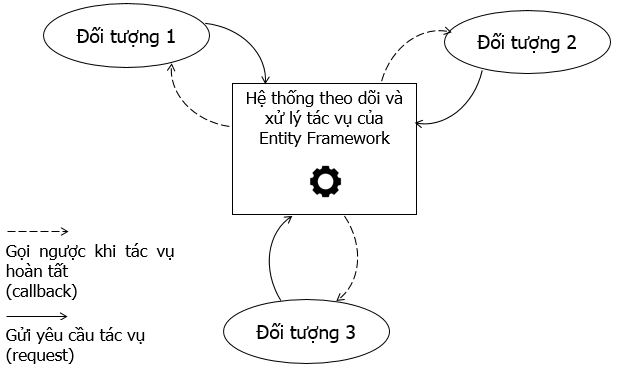 Đối tượng 1
Đối tượng 2
Hệ thống theo dõi và
xử lý tác vụ của
Entity Framework
Gọi ngược khi tác vụ
hoàn tất
(callback)
Gửi yêu cầu tác vụ
(request)
Đối tượng 3